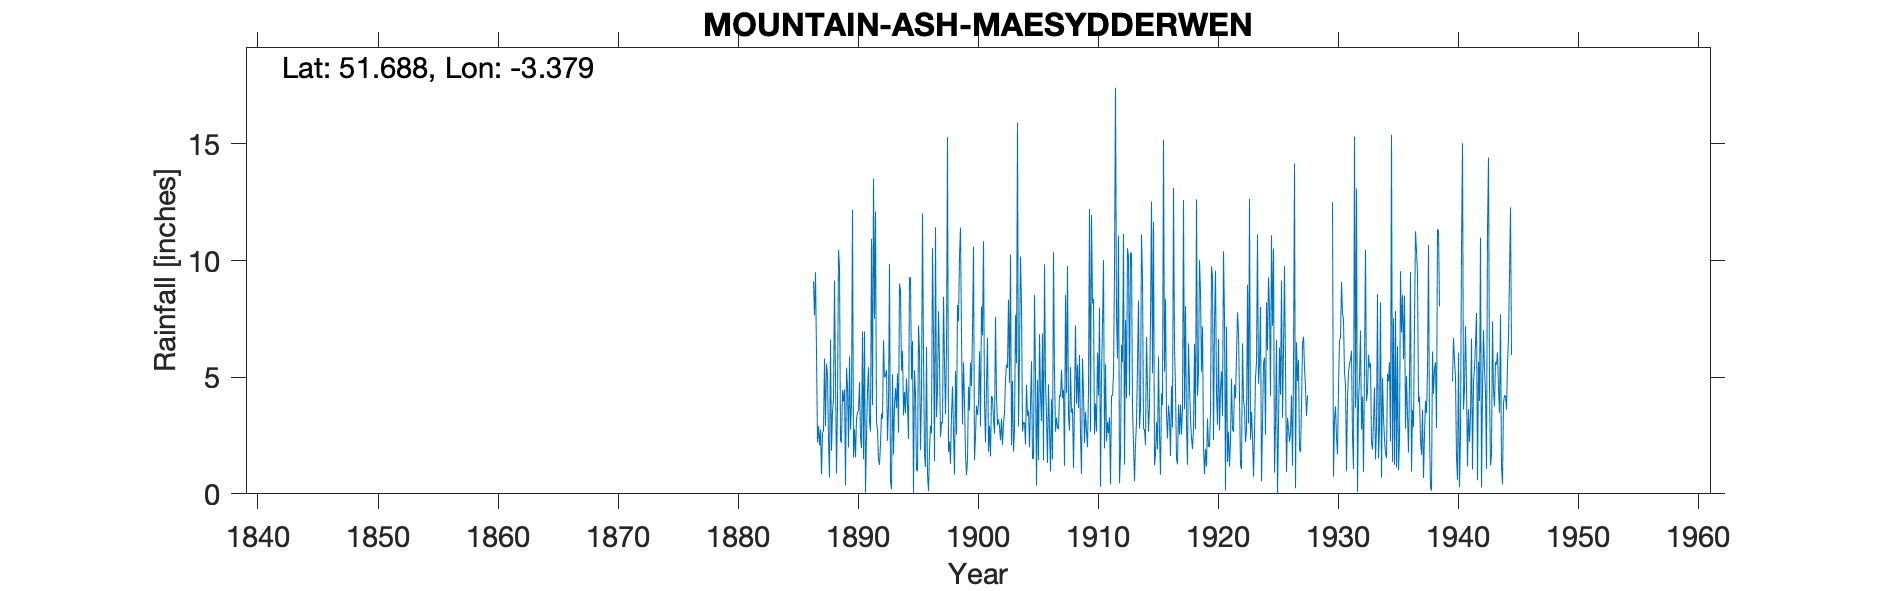 MOUNTAIN-ASH-MAESYDDERWEN
Lat: 51.688, Lon: -3.379
15
10
5
0
Rainfall [inches]
1840 1850 1860 1870 1880 1890 1900 1910 1920 1930 1940 1950 1960
Year